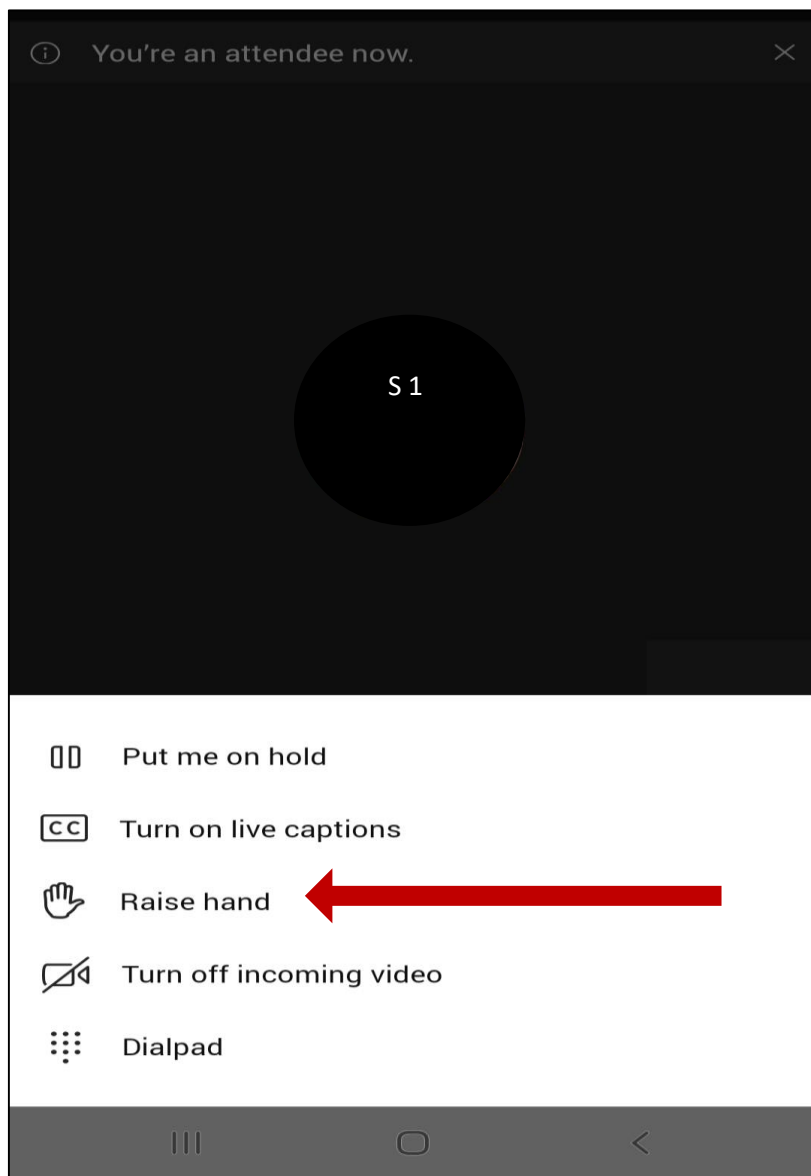 You're an attendee now.
S 1
Put me on hold
CC Turn on live captions
Raise hand
Turn off incoming video
Dialpad